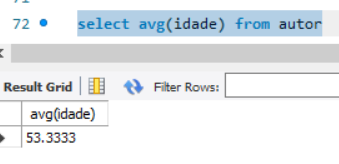 72 select avg(idade) from autor
Result Grid Filter Rows:
avg(idade)
53.3333